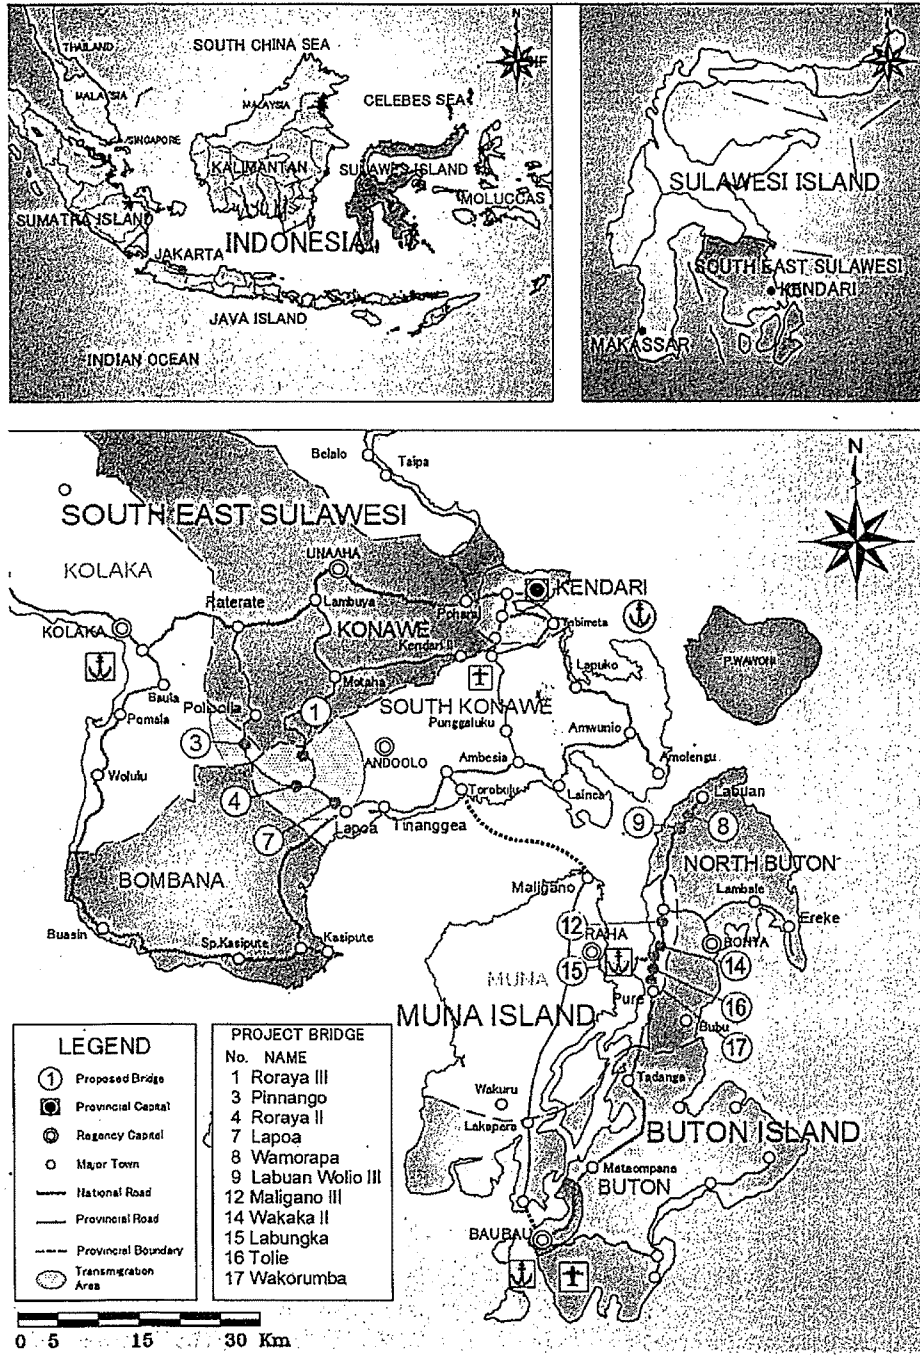 N
SOUTH CHINA SEA
THAILAND
MALAYSIA
MALAYSIA
CELEBES SEA
SINGAPORE
KALIMANTAN
SULAWESI ISLAND
SUMATRA ISLAND
MOLUCCAS
INDONESIA
JAKARTA
JAVA ISLAND
INDIAN OCEAN
N
SULAWESI ISLAND
SOUTH EAST SULAWESI
KENDARI
MAKASSAR
N
Belalo
Taipa
SOUTH EAST SULAWESI
UNAAHA
KOLAKA
KENDARI
Raterate
Lambuya
Pohara
KOLAKA
KONAWE
Tobimeta
Kendari II
Lapuko
P.WAWONII
Motaha
Baula
SOUTH KONAWE
Polipolia
1
Pomala
Punggaluku
Amwunio
3
ANDOOLO
Ambesia
Amolengu
Wolulu
4
Torobulu
Lainea
Labuan
9
8
7
Lapoa
Tinanggea
NORTH BUTON
BOMBANA
Maligano
Lambale
Ereke
12
Buasin
Sp.Kasipute
Kasipute
RAHA
BONYA
14
MUNA
15
Pure
16
MUNA ISLAND
Bubu
17
Tadanga
Wakuru
Lakapera
BUTON ISLAND
Mataompana
BUTON
BAUBAU
LEGEND
1 Proposed Bridge
Provincial Capital
Regency Capital
Major Town
National Road
Provincial Road
Provincial Boundary
Transmigration
Area
PROJECT BRIDGE
No. NAME
1 Roraya III
3 Pinnango
4 Roraya II
7 Lapoa
8 Wamorapa
9 Labuan Wolio III
12 Maligano III
14 Wakaka II
15 Labungka
16 Tolie
17 Wakorumba
0 5 15 30 Km